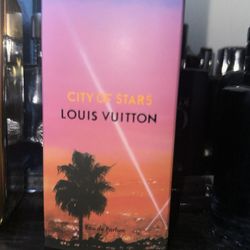 CITY OF STARS
LOUIS VUITTON
Eau de Parfum